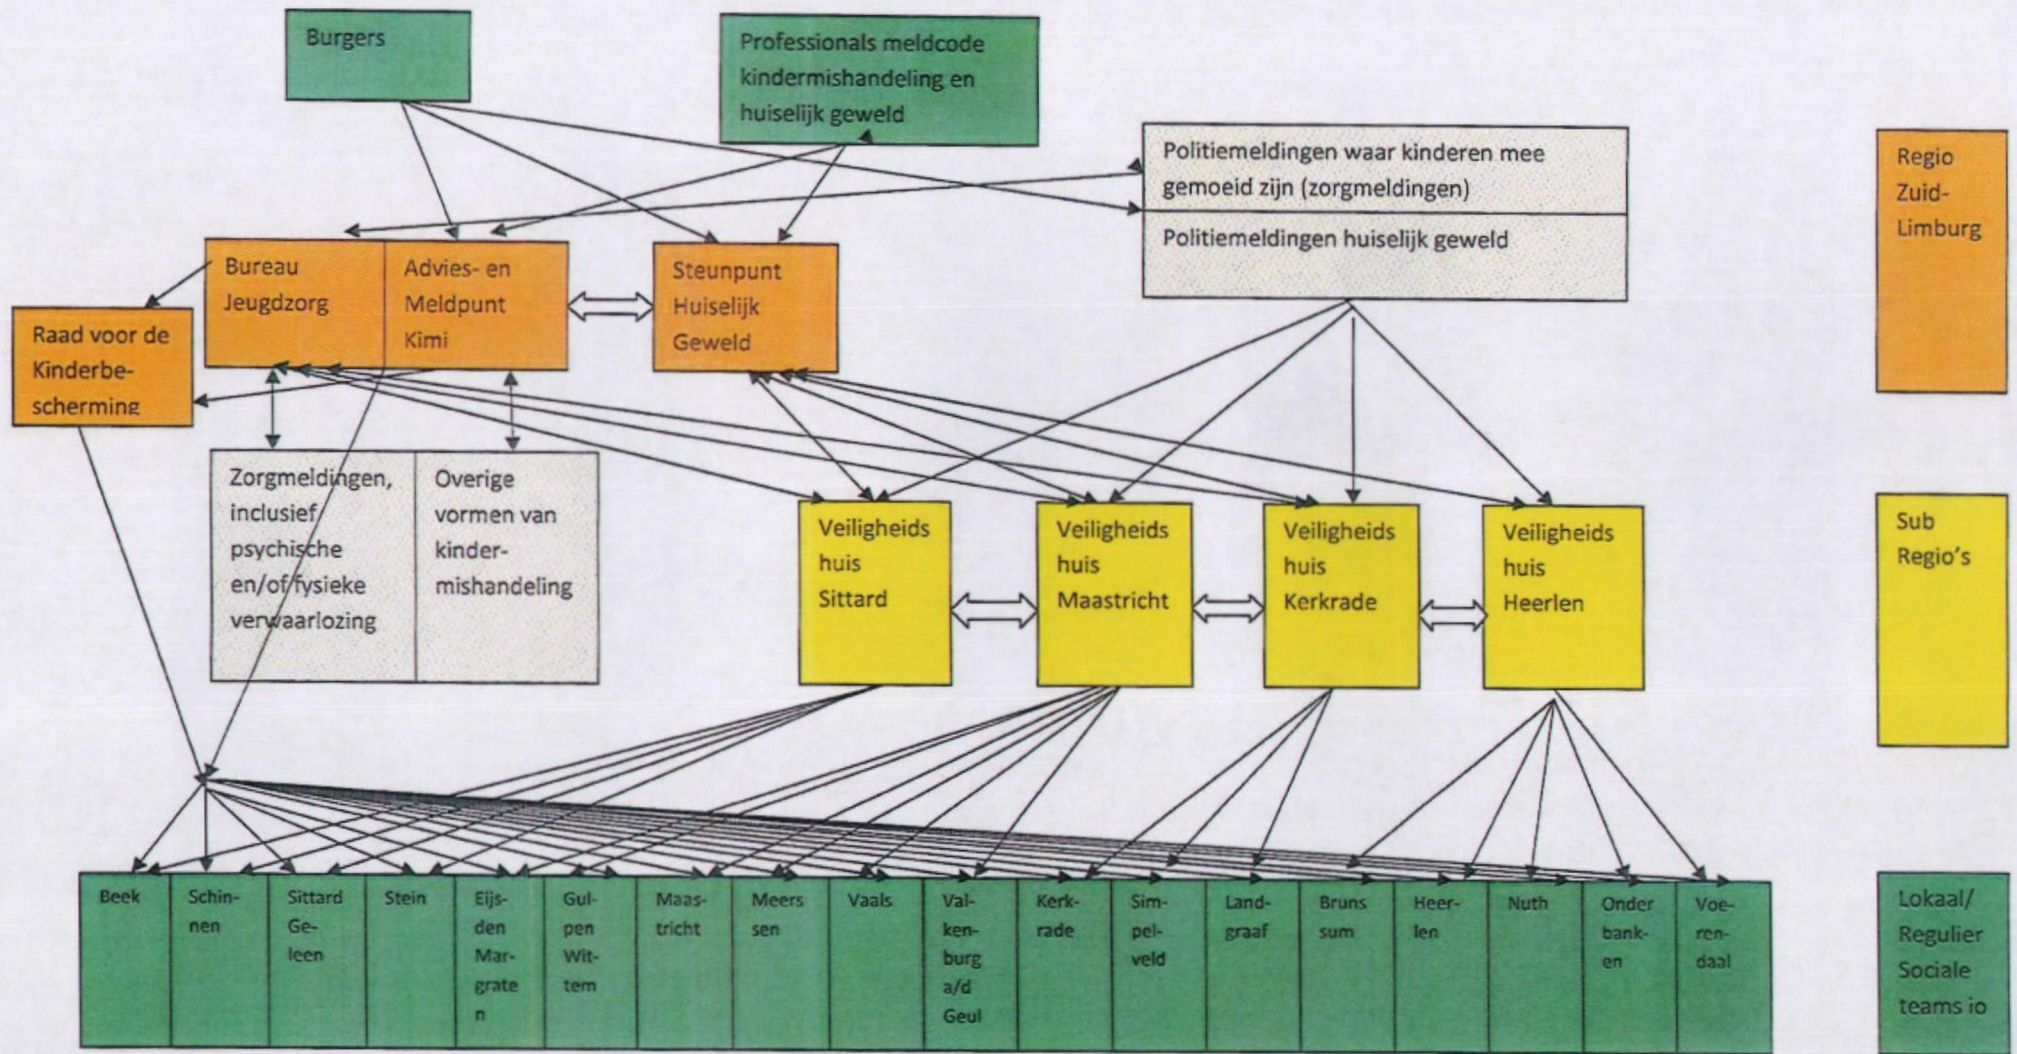 Burgers
Professionals meldcode
kindermishandeling en
huiselijk geweld
Politiemeldingen waar kinderen mee
gemoeid zijn (zorgmeldingen)
Politiemeldingen huiselijk geweld
Regio
Zuid-
Limburg
Bureau
Jeugdzorg
Advies- en
Meldpunt
Kimi
Steunpunt
Huiselijk
Geweld
Raad voor de
Kinderbe-
scherming
Zorgmeldingen,
inclusief
psychische
en/of fysieke
verwaarlozing
Overige
vormen van
kinder-
mishandeling
Veiligheids
huis
Sittard
Veiligheids
huis
Maastricht
Veiligheids
huis
Kerkrade
Veiligheids
huis
Heerlen
Sub
Regio's
Beek
Schin-
nen
Sittard
Ge-
leen
Stein
Eijs-
den
Mar-
grate
n
Gul-
pen
Wit-
tem
Maas-
tricht
Meers
sen
Vaals
Val-
ken-
burg
a/d
Geul
Kerk-
rade
Sim-
pel-
veld
Land-
graaf
Bruns
sum
Heer-
len
Nuth
Onder
bank-
en
Voe-
ren-
daal
Lokaal/
Regulier
Sociale
teams io